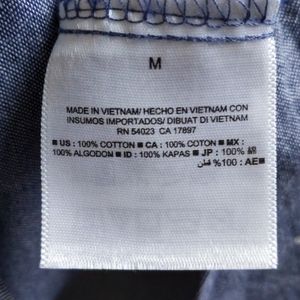 M
MADE IN VIETNAM/ HECHO EN VIETNAM CON
INSUMOS IMPORTADOS/ DIBUAT DI VIETNAM
RN 54023 CA 17897
■ US : 100% COTTON ■ CA : 100% COTON ■ MX :
100% ALGODON ■ ID : 100% KAPAS ■ JP : 100%
■ AE : 100% قطن